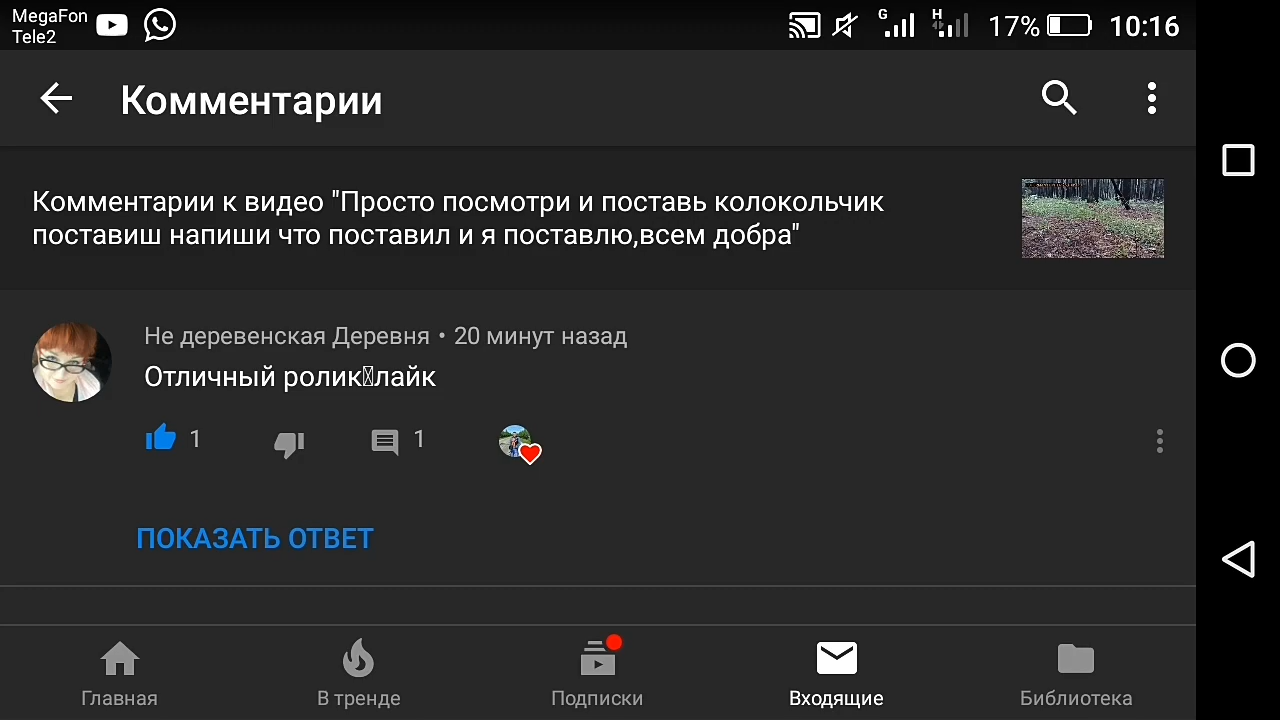 MegaFon
Tele2
G
H
17%
10:16
Комментарии
Комментарии к видео "Просто посмотри и поставь колокольчик
поставиш напиши что поставил и я поставлю,всем добра"
Не деревенская Деревня • 20 минут назад
Отличный ролик▯лайк
1
1
ПОКАЗАТЬ ОТВЕТ
Главная
В тренде
Подписки
Входящие
Библиотека